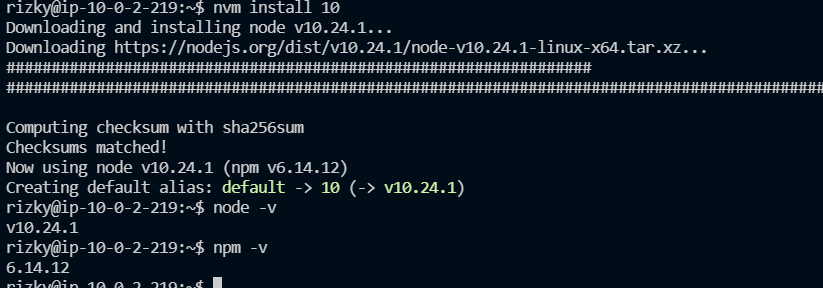 rizky@ip-10-0-2-219:~$ nvm install 10
Downloading and installing node v10.24.1...
Downloading https://nodejs.org/dist/v10.24.1/node-v10.24.1-linux-x64.tar.xz...
#################################################################
###########################################################################################
Computing checksum with sha256sum
Checksums matched!
Now using node v10.24.1 (npm v6.14.12)
Creating default alias: default -> 10 (-> v10.24.1)
rizky@ip-10-0-2-219:~$ node -v
v10.24.1
rizky@ip-10-0-2-219:~$ npm -v
6.14.12
rizky@ip-10-0-2-219:~$